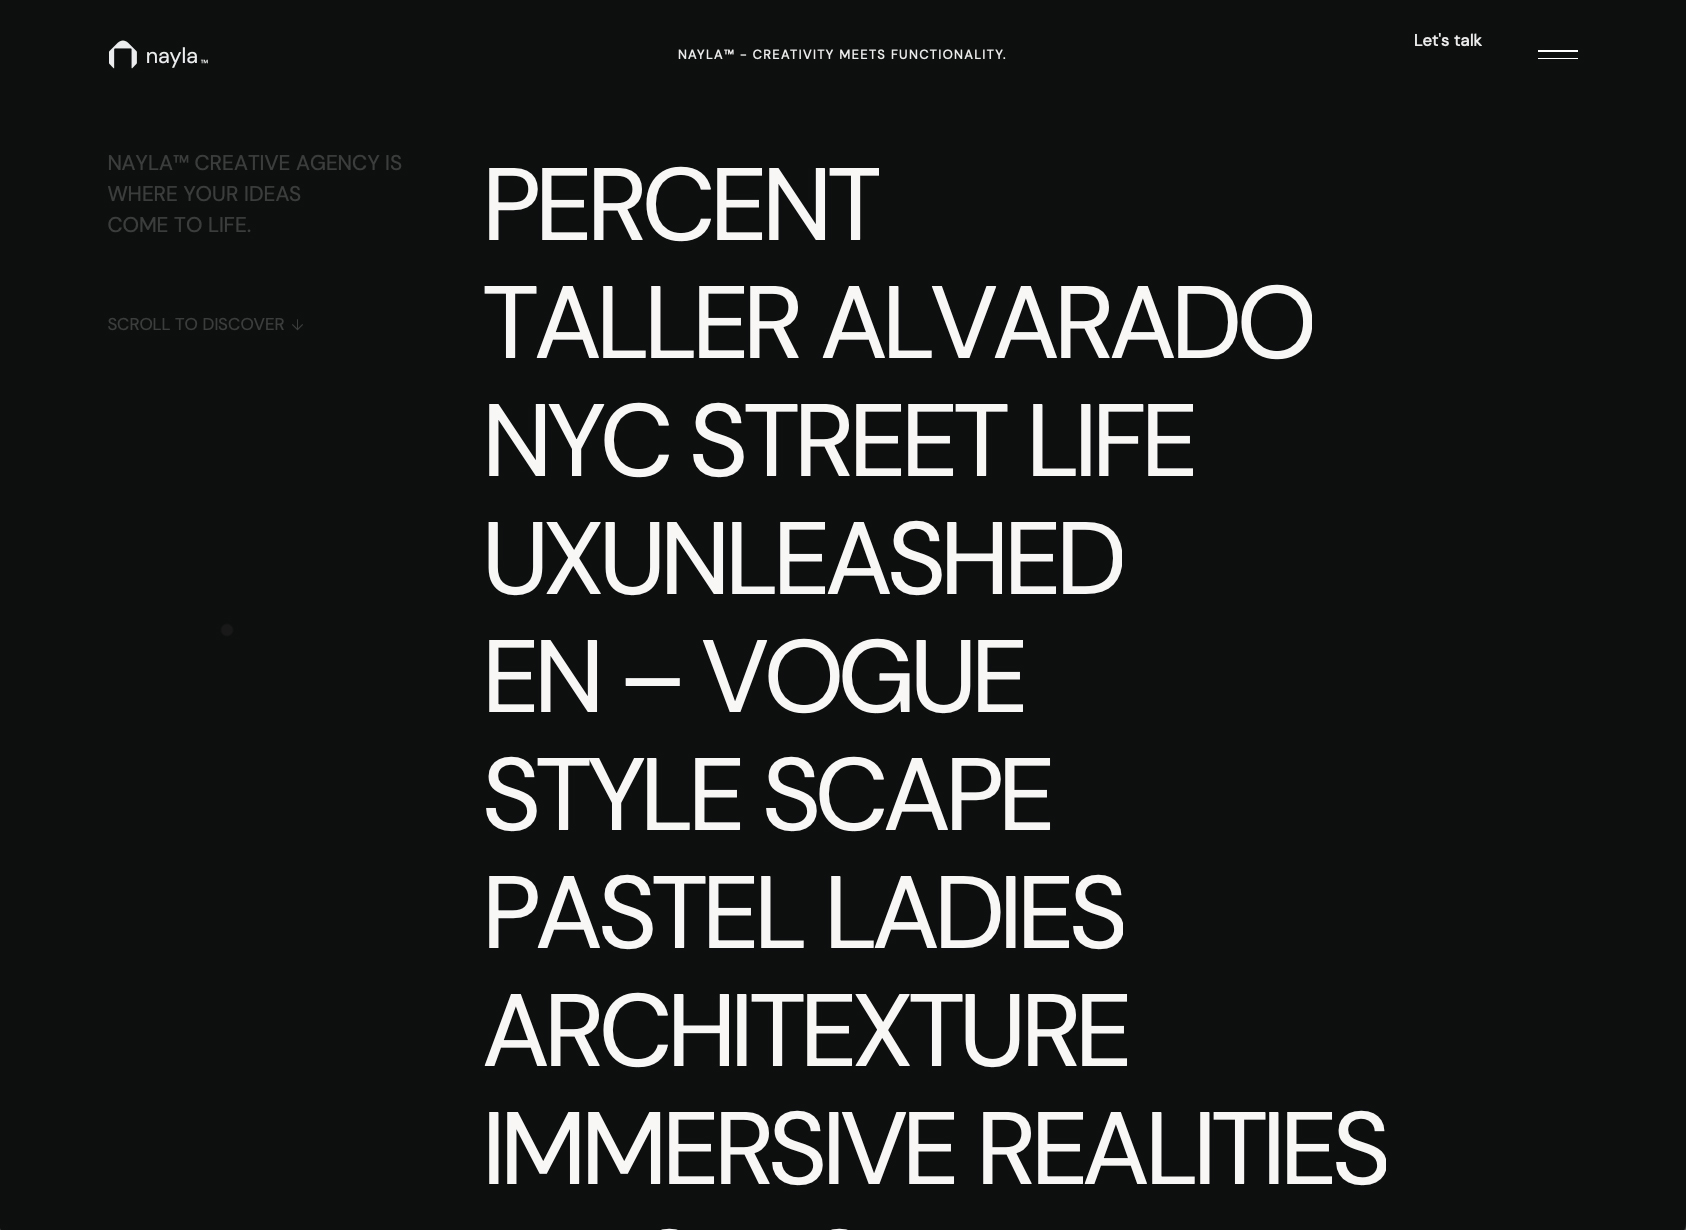 nayla™
NAYLA™ - CREATIVITY MEETS FUNCTIONALITY.
Let's talk
NAYLA™ CREATIVE AGENCY IS
WHERE YOUR IDEAS
COME TO LIFE.
SCROLL TO DISCOVER ↓
PERCENT
TALLER ALVARADO
NYC STREET LIFE
UXUNLEASHED
EN – VOGUE
STYLE SCAPE
PASTEL LADIES
ARCHITEXTURE
IMMERSIVE REALITIES